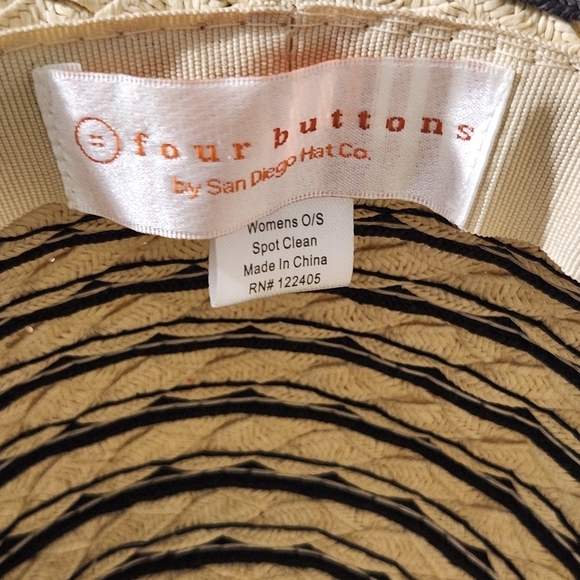 four buttons
by San Diego Hat Co.
Womens O/S
Spot Clean
Made In China
RN# 122405